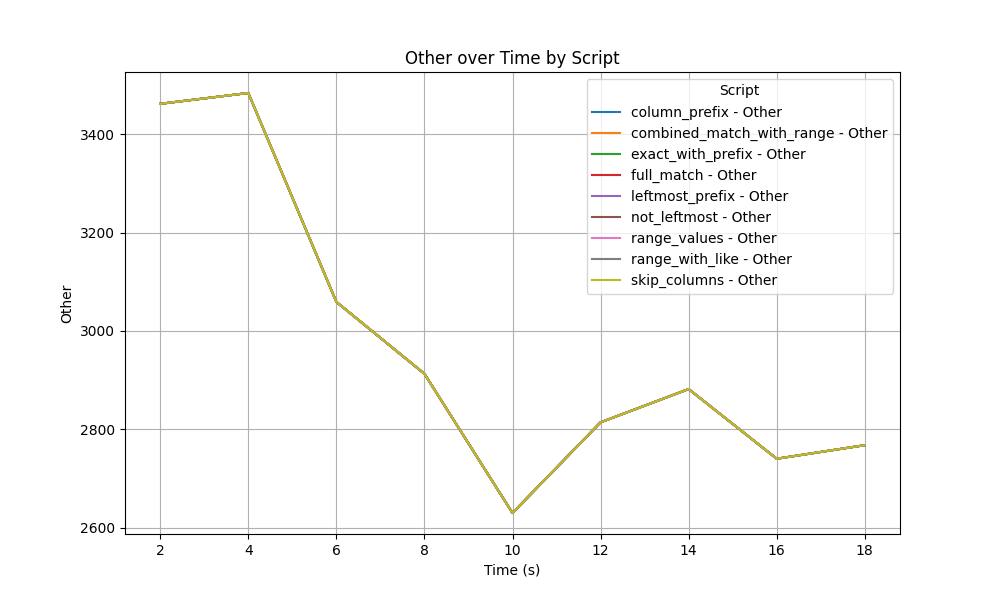 Other over Time by Script
Script
column_prefix - Other
combined_match_with_range - Other
exact_with_prefix - Other
full_match - Other
leftmost_prefix - Other
not_leftmost - Other
range_values - Other
range_with_like - Other
skip_columns - Other
Other
3400
3200
3000
2800
2600
2 4 6 8 10 12 14 16 18
Time (s)